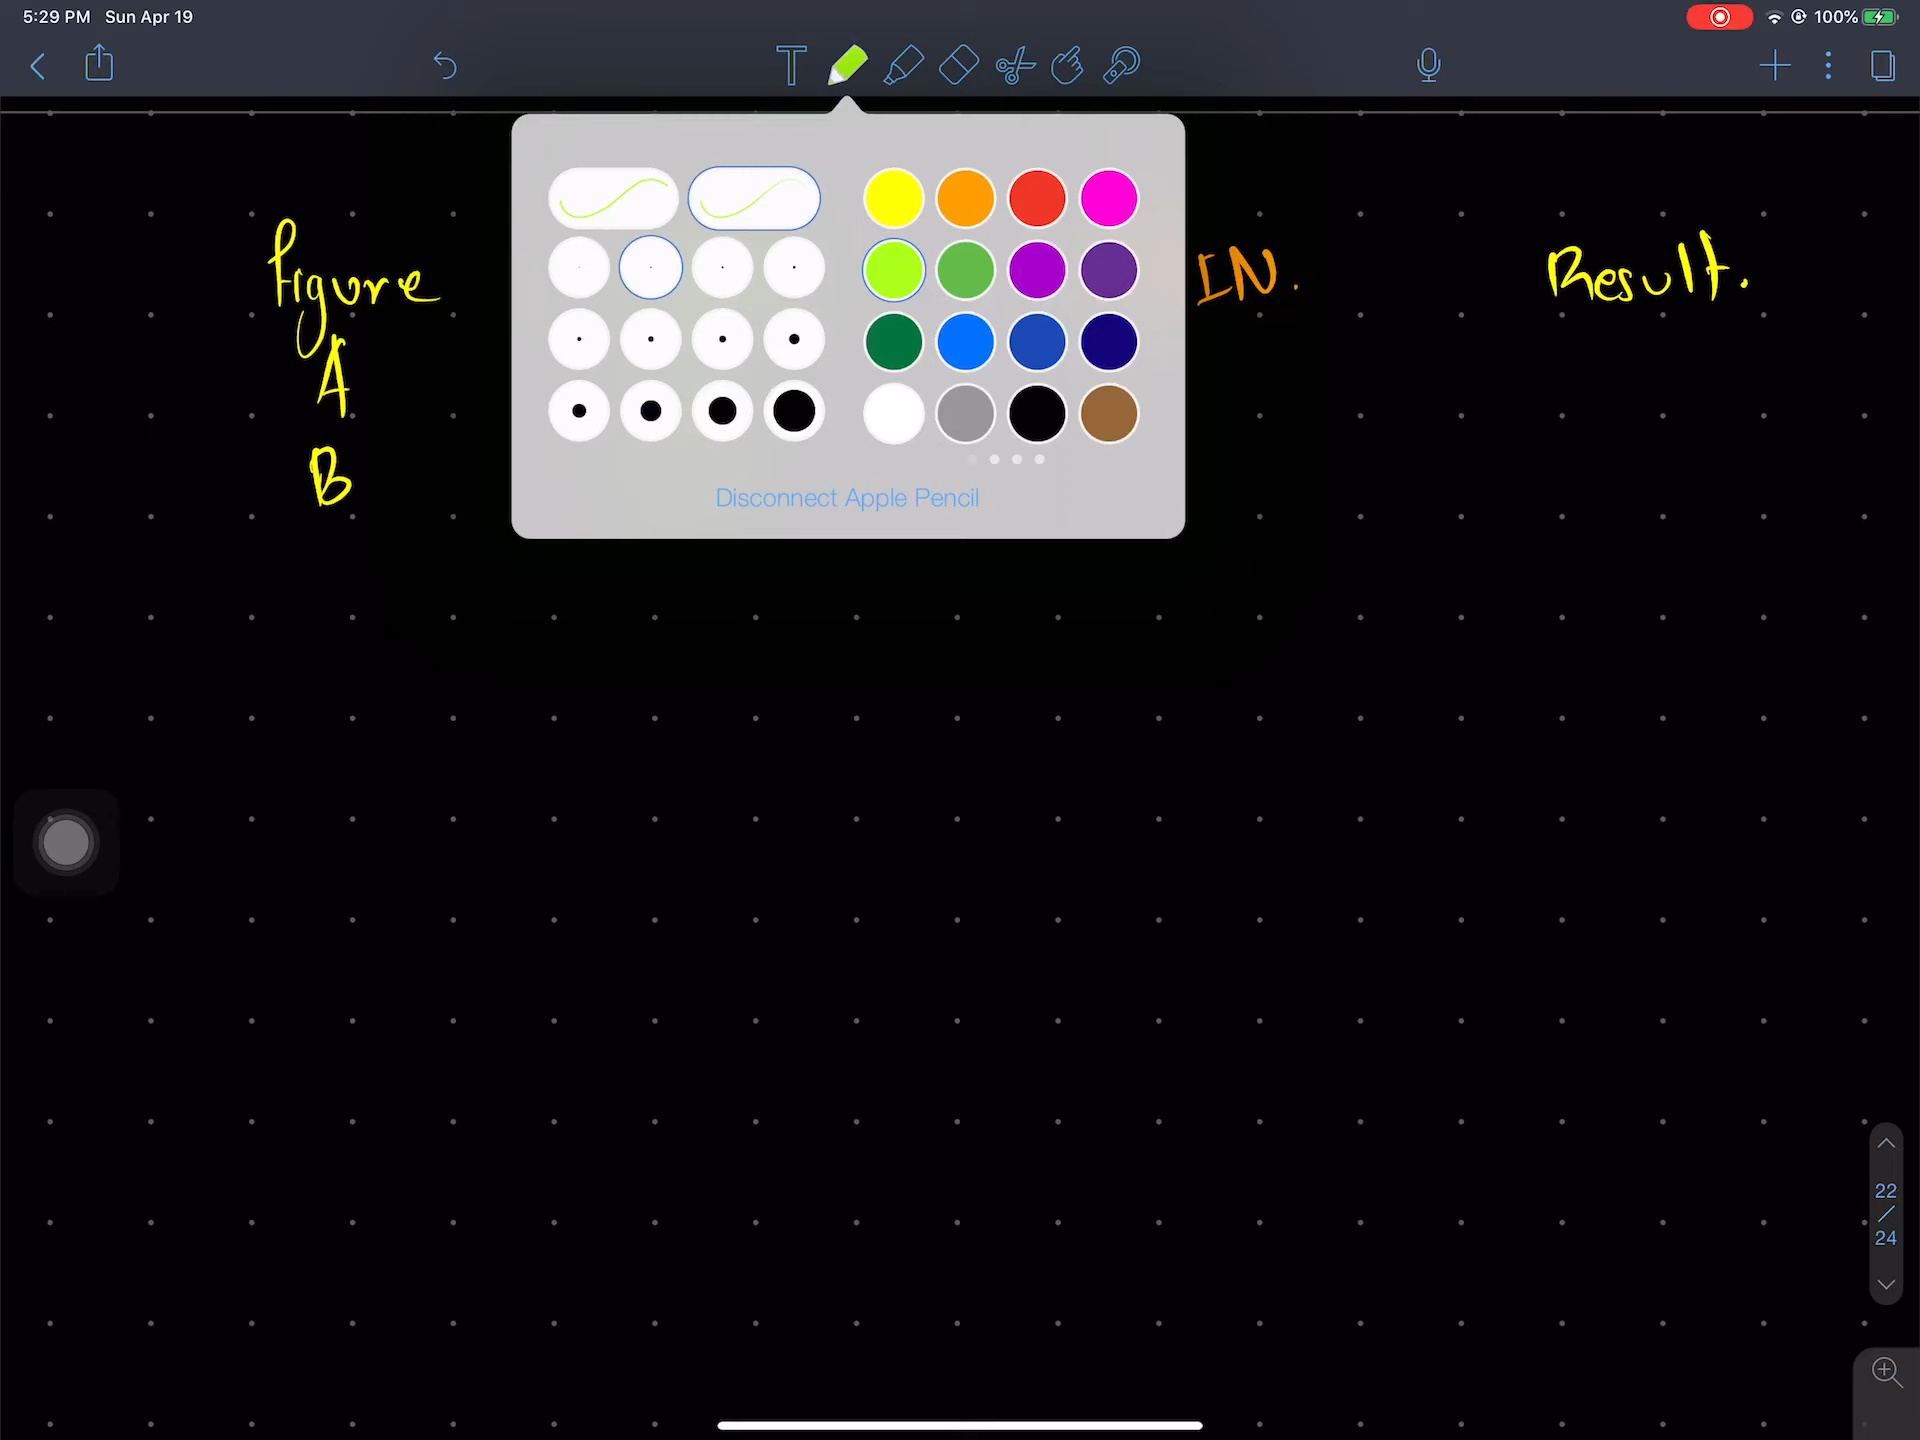 5:29 PM Sun Apr 19 100%
Figure IN. Result.
A
B
Disconnect Apple Pencil
22
/
24